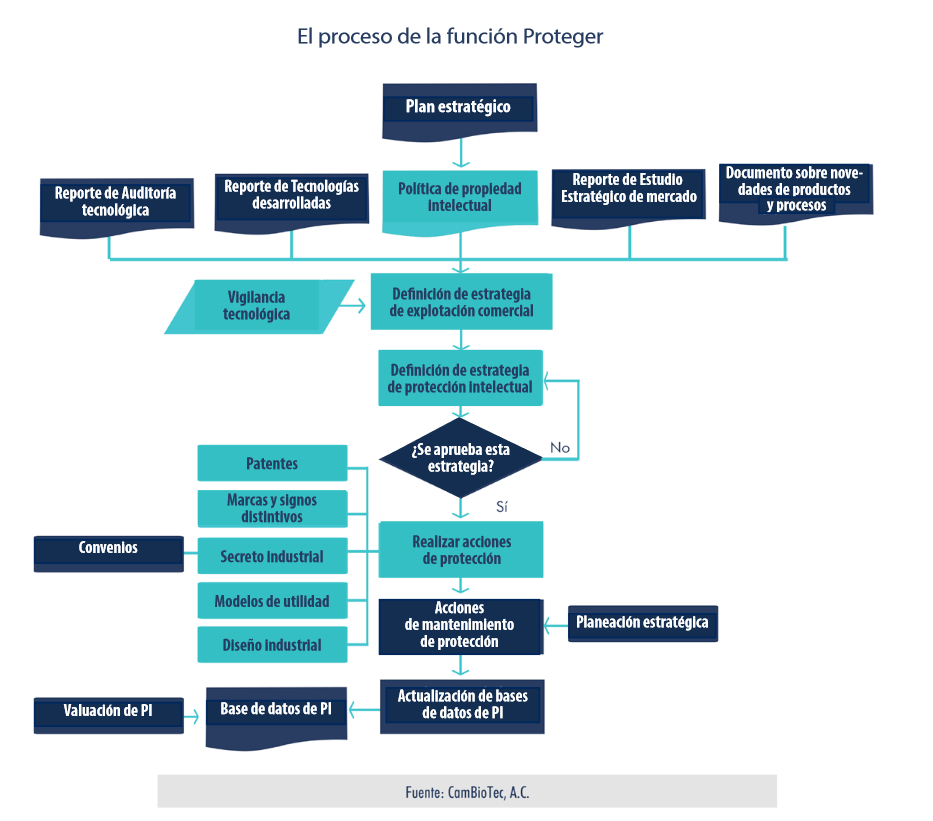 El proceso de la función Proteger
Plan estratégico
Reporte de Auditoría
tecnológica
Reporte de Tecnologías
desarrolladas
Política de propiedad
intelectual
Reporte de Estudio
Estratégico de mercado
Documento sobre nove-
dades de productos
y procesos
Vigilancia
tecnológica
Definición de estrategia
de explotación comercial
Definición de estrategia
de protección intelectual
¿Se aprueba esta
estrategia?
No
Sí
Patentes
Marcas y signos
distintivos
Convenios
Secreto industrial
Modelos de utilidad
Diseño industrial
Realizar acciones
de protección
Acciones
de mantenimiento
de protección
Planeación estratégica
Valuación de PI
Base de datos de PI
Actualización de bases
de datos de PI
Fuente: CamBioTec, A.C.